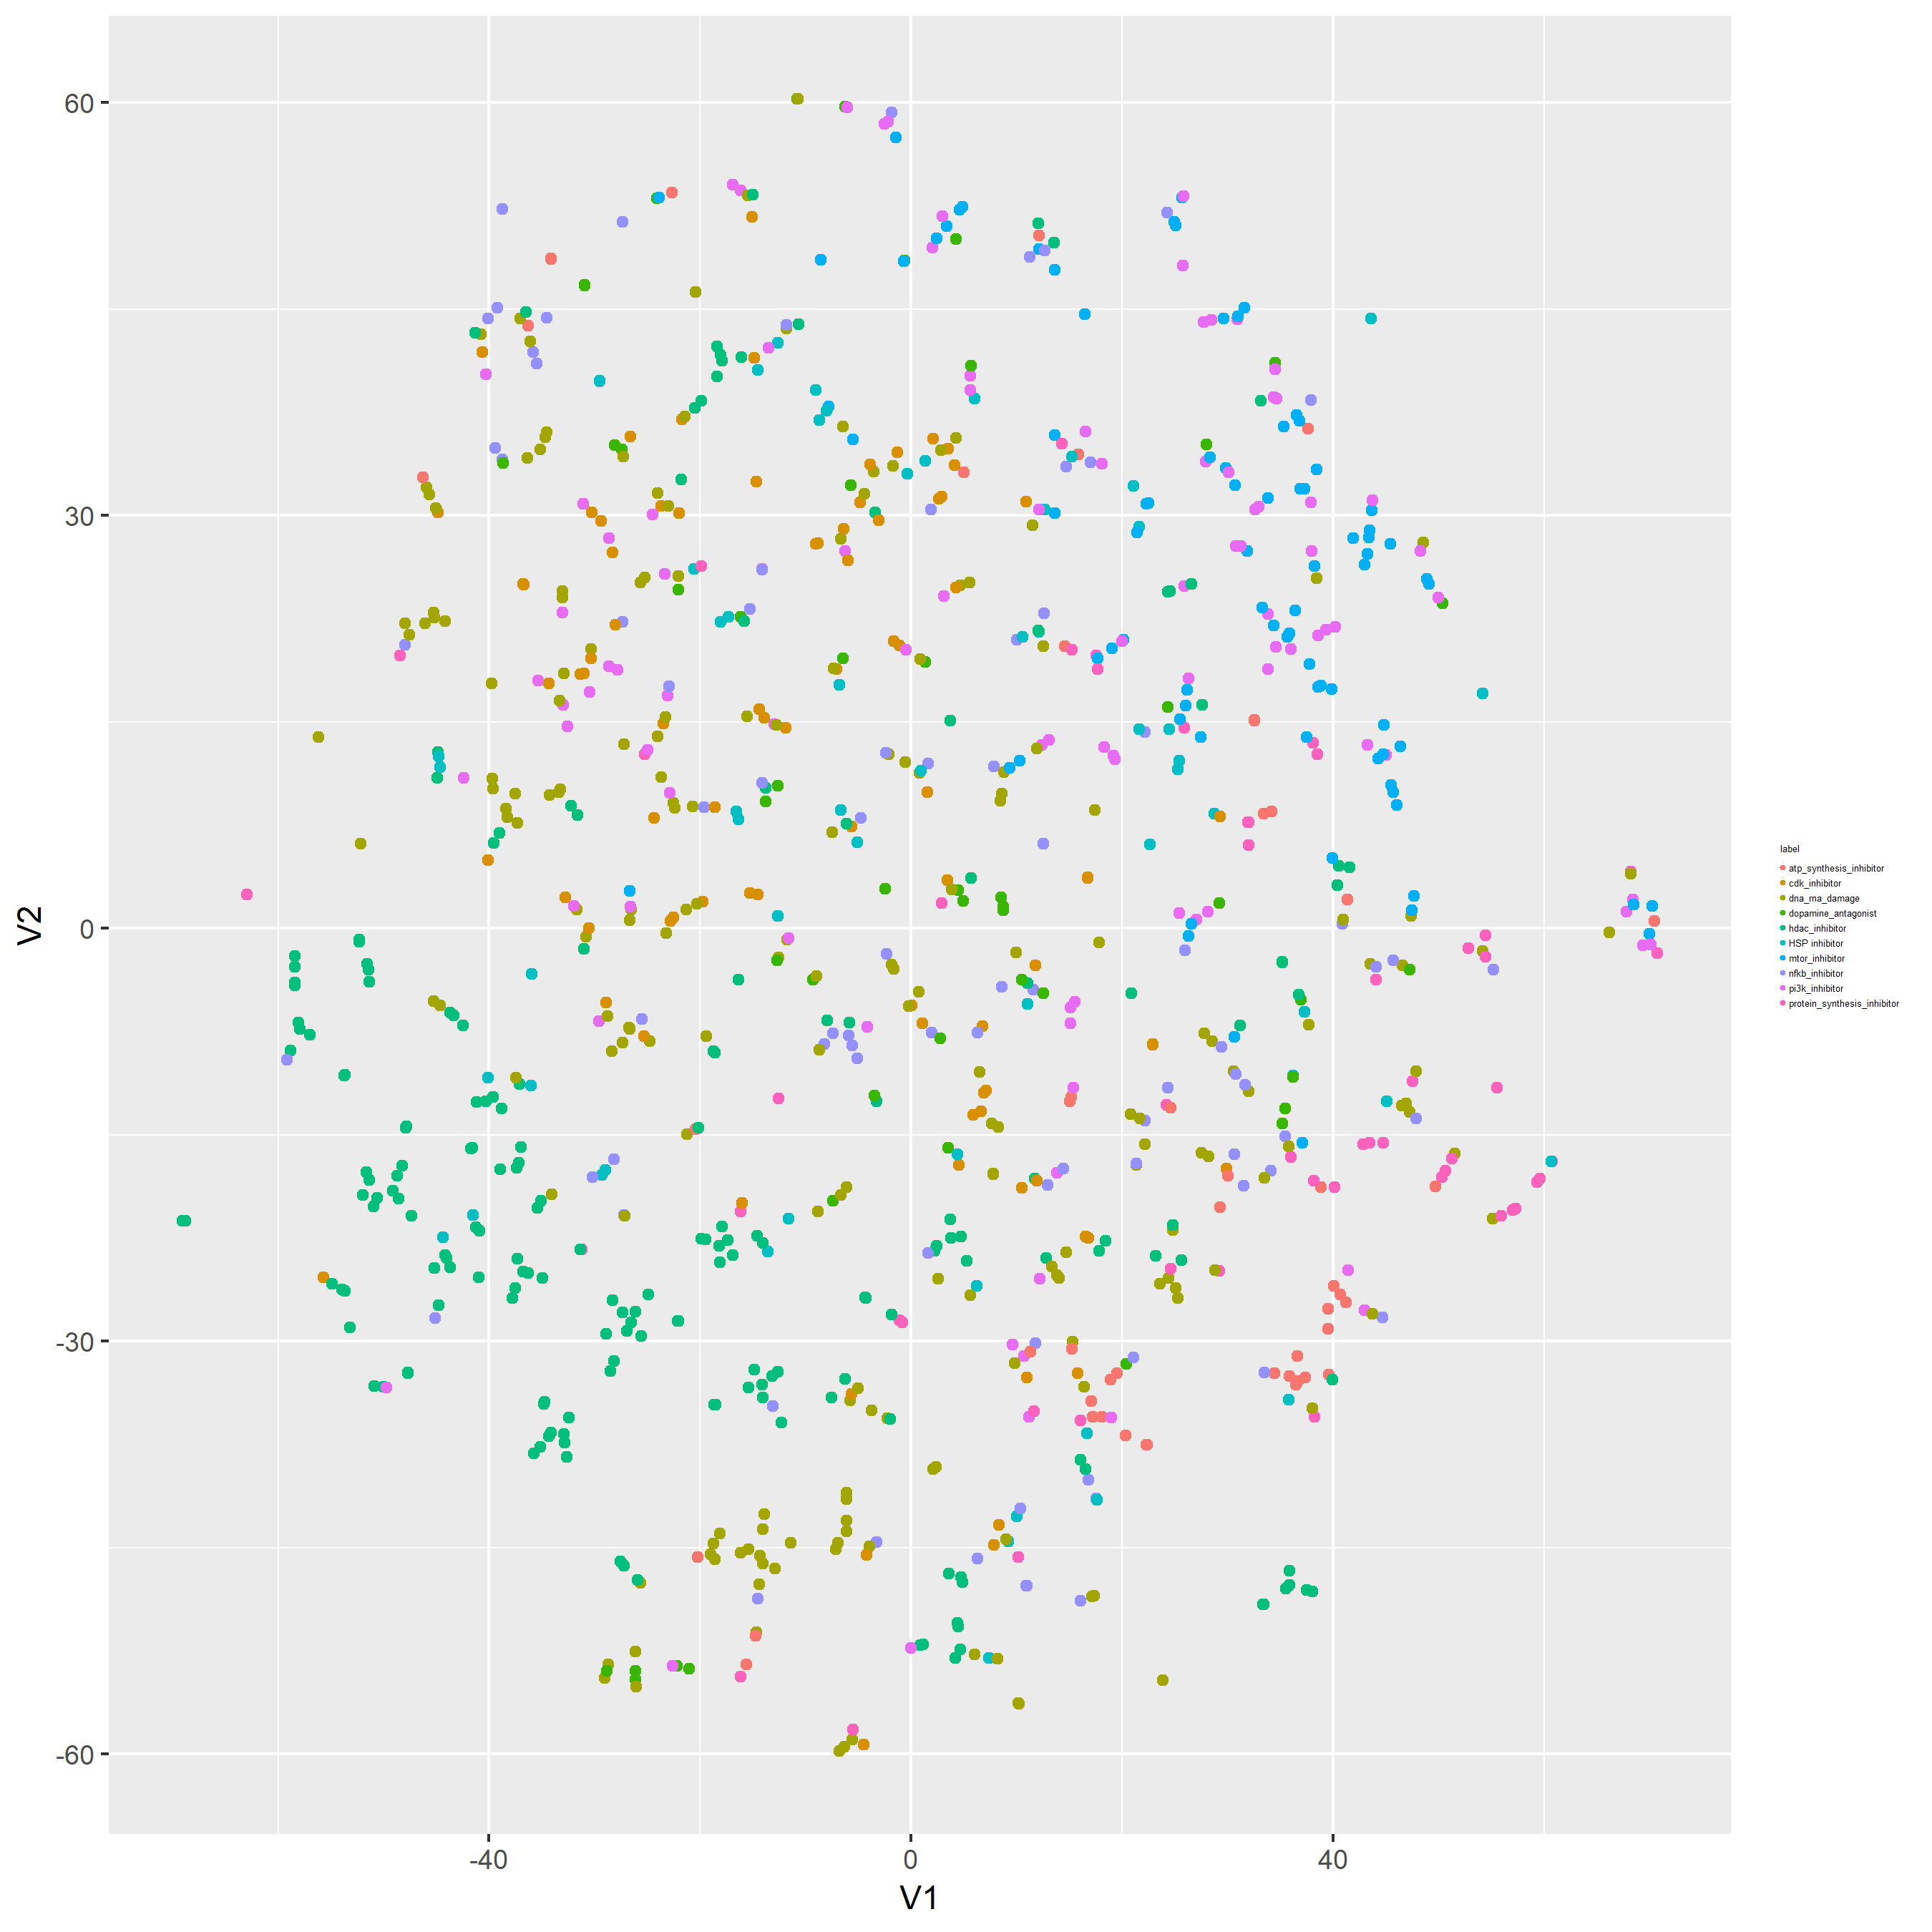 60
30
0
-30
-60
V2
-40
0
40
V1
label
atp_synthesis_inhibitor
cdk_inhibitor
dna_rna_damage
dopamine_antagonist
hdac_inhibitor
HSP inhibitor
mtor_inhibitor
nfkb_inhibitor
pi3k_inhibitor
protein_synthesis_inhibitor